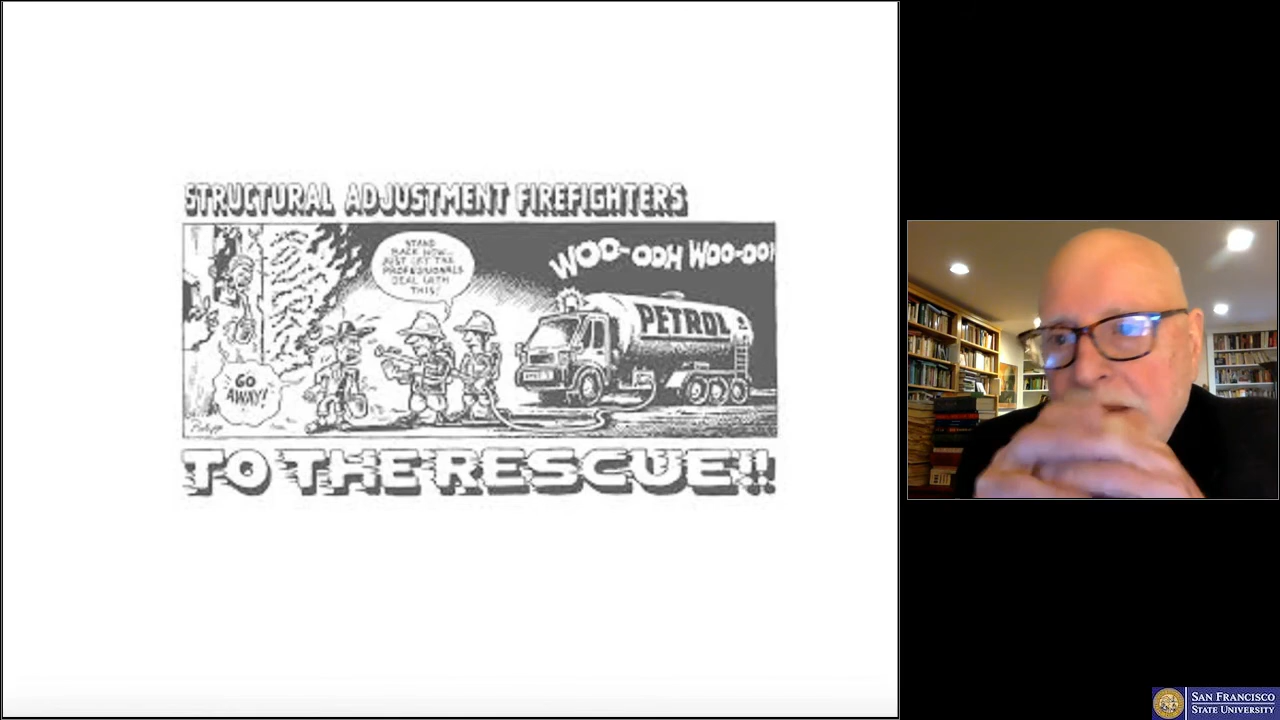 STRUCTURAL ADJUSTMENT FIREFIGHTERS
STAND
BACK NOW...
JUST LET THE
PROFESSIONALS
DEAL WITH
THIS!
WOO-OOH WOO-OOH
PETROL
GO
AWAY!
TO THE RESCUE!!
SAN FRANCISCO
STATE UNIVERSITY